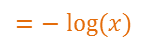 = − log(x)